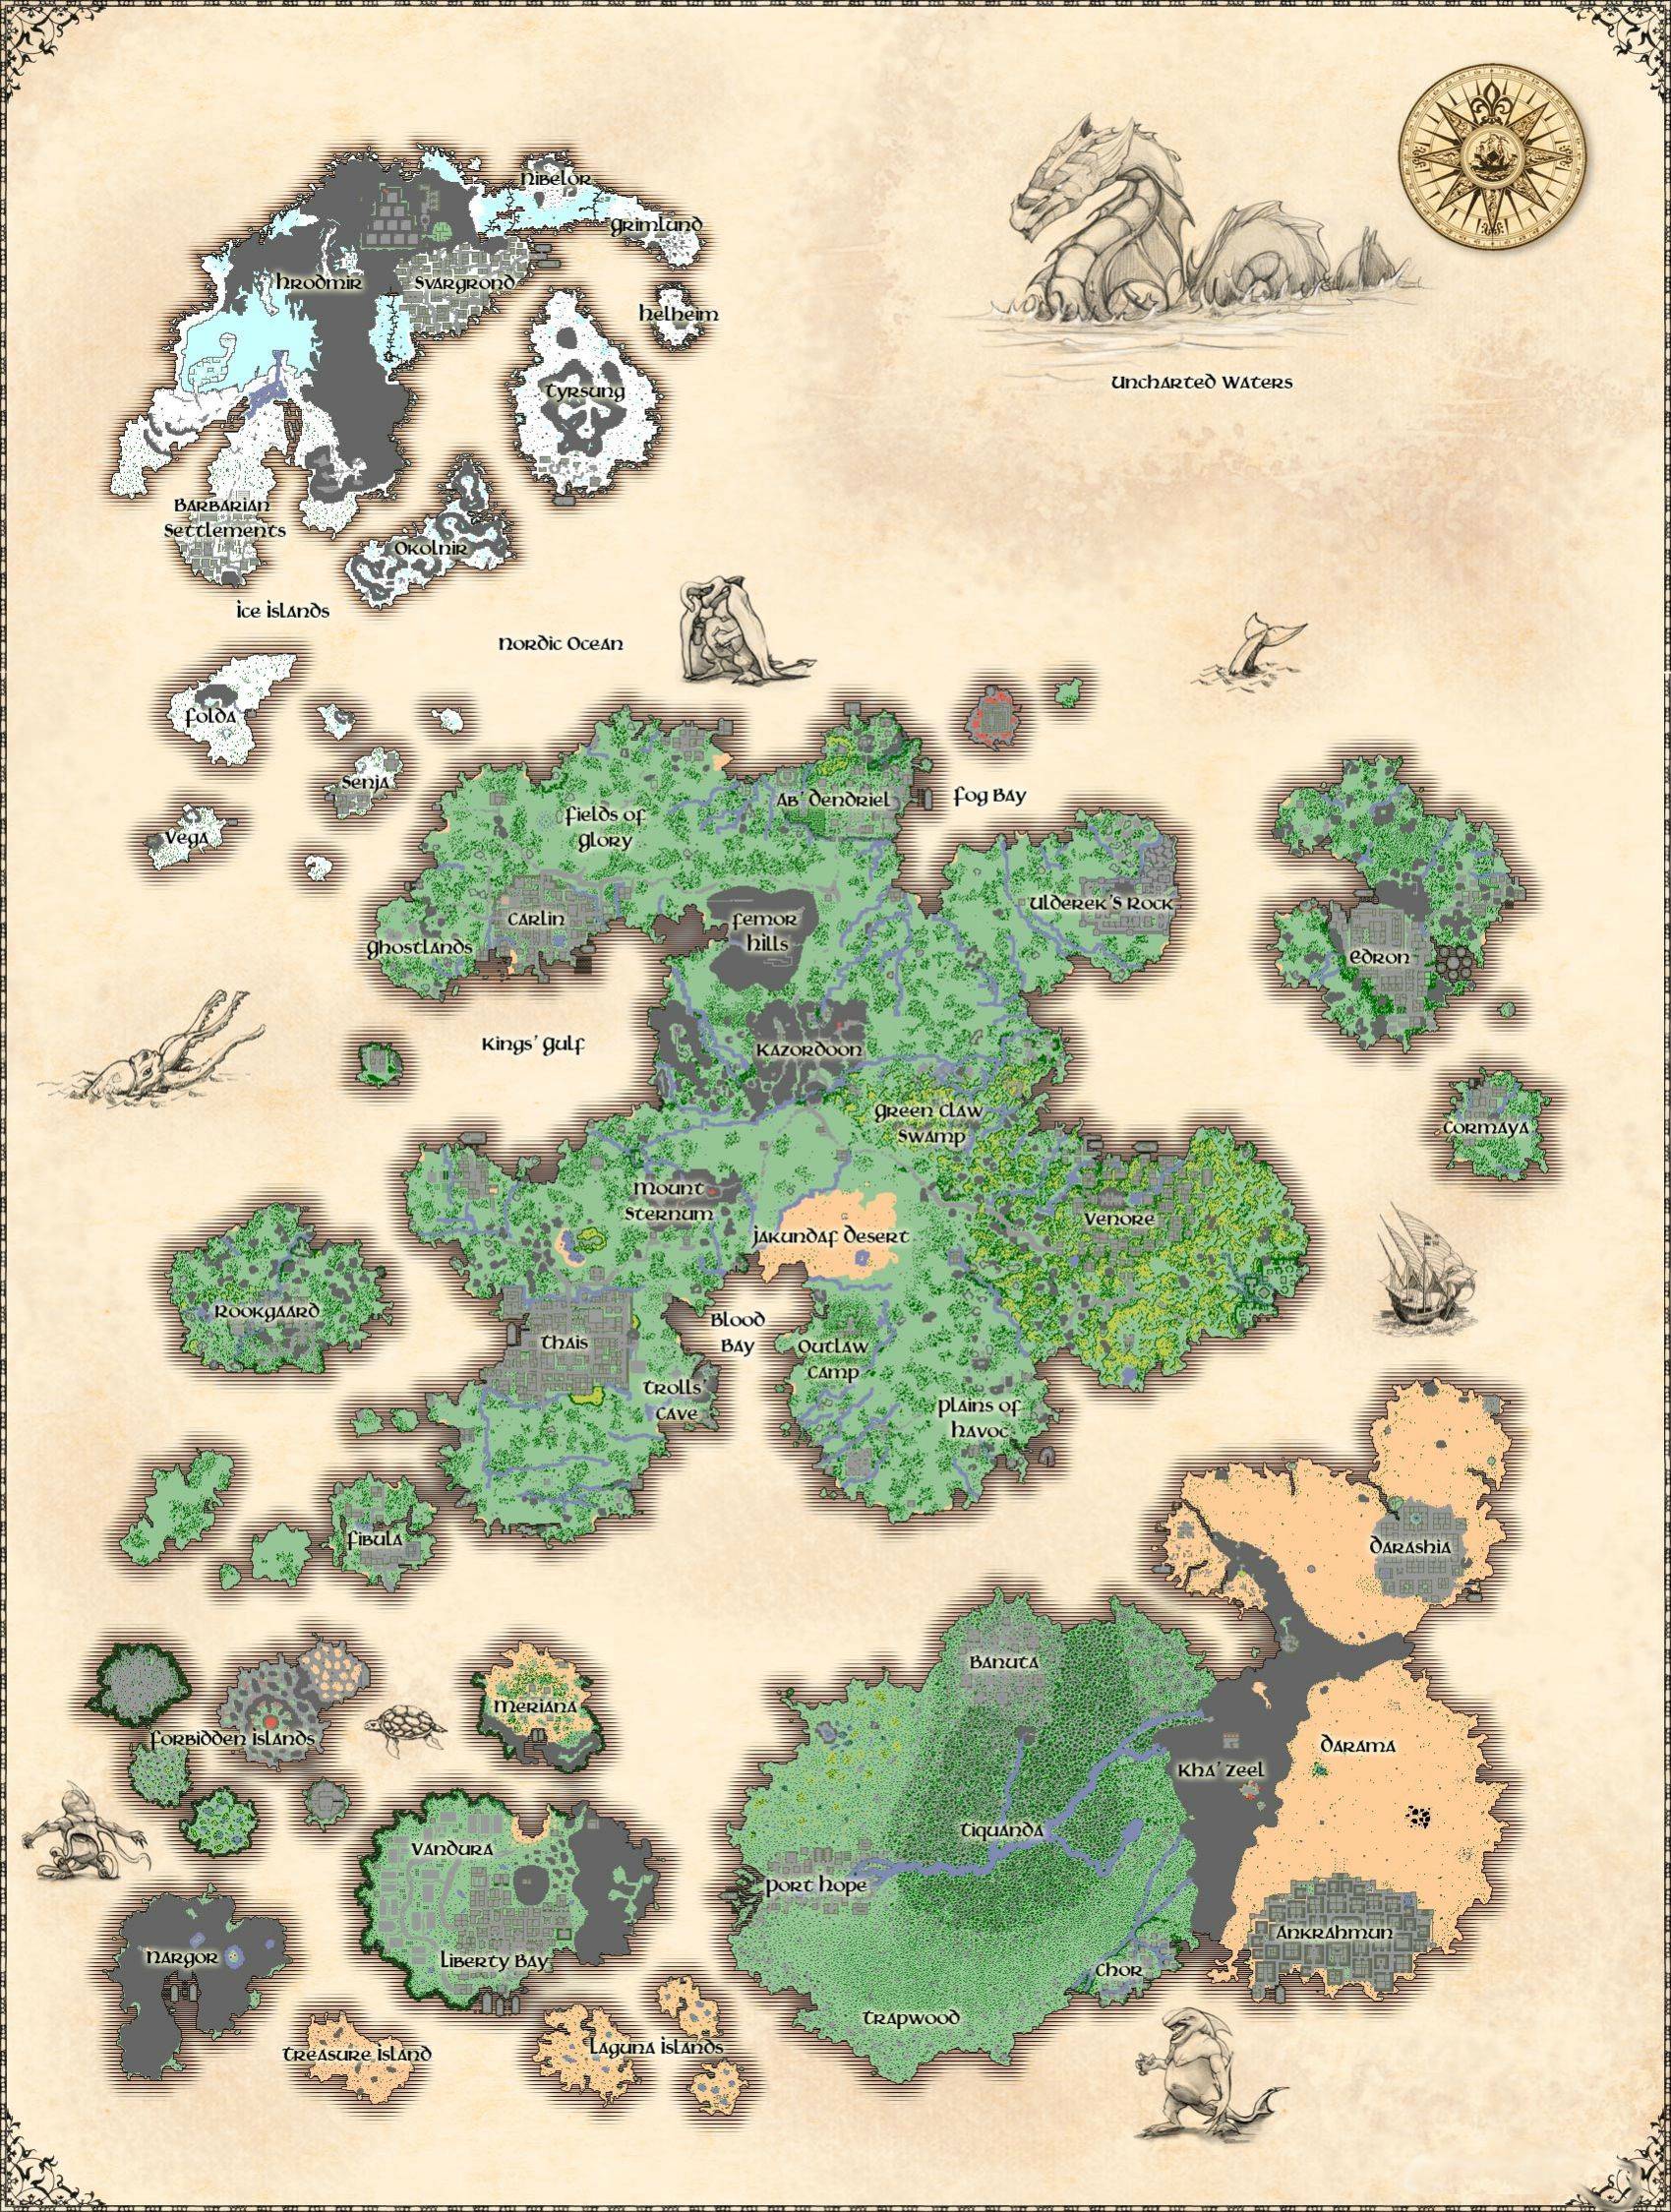 Nibelor
Grimlund
Hrodmir
Svargrond
Helheim
Uncharted Waters
Tyrsung
Barbarian
Settlements
Okolnir
Ice Islands
Nordic Ocean
Folda
Senja
Vega
Fields of
Glory
Ab'Dendriel
Fog Bay
Carlin
Femor
Hills
Ulderek's Rock
Ghostlands
Edron
Kings' Gulf
Kazordoon
Green Claw
Swamp
Cormaya
Mount
Sternum
Venore
Jakundaf Desert
Rookgaard
Thais
Blood
Bay
Outlaw
Camp
Trolls
Cave
Plains of
Havoc
Fibula
Darashia
Banuta
Meriana
Forbidden Islands
Darama
Kha'Zeel
Tiquanda
Vandura
Port Hope
Ankrahmun
Nargor
Liberty Bay
Chor
Trapwood
Treasure Island
Laguna Islands